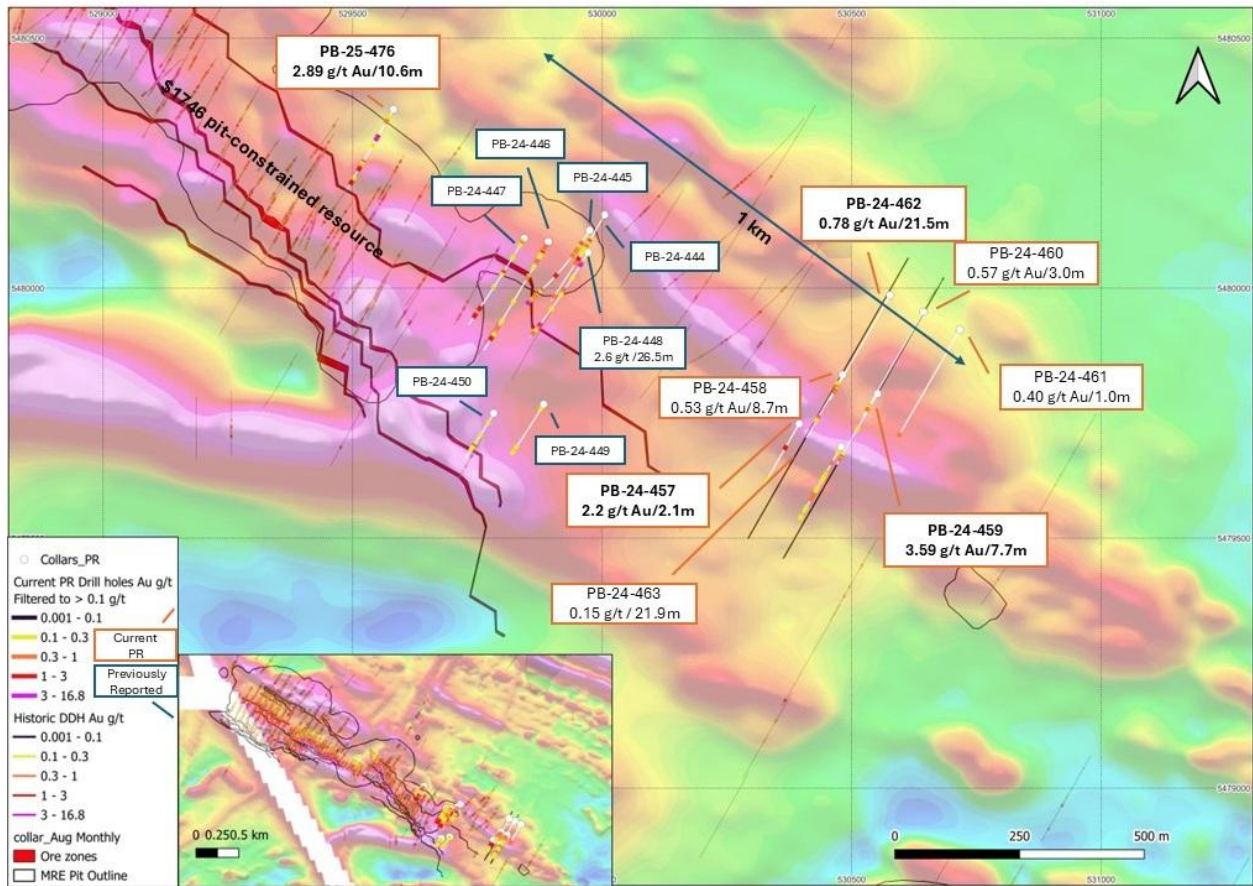 529000
529500
530000
530500
531000
5480500
PB-25-476
2.89 g/t Au/10.6m
$1746 pit-constrained resource
PB-24-446
PB-24-447
PB-24-445
PB-24-444
1 km
PB-24-462
0.78 g/t Au/21.5m
PB-24-460
0.57 g/t Au/3.0m
5480000
5480000
PB-24-448
2.6 g/t /26.5m
PB-24-450
PB-24-449
PB-24-458
0.53 g/t Au/8.7m
PB-24-461
0.40 g/t Au/1.0m
PB-24-457
2.2 g/t Au/2.1m
PB-24-459
3.59 g/t Au/7.7m
5479500
PB-24-463
0.15 g/t / 21.9m
Collars_PR
Current PR Drill holes Au g/t
Filtered to > 0.1 g/t
0.001 - 0.1
0.1 - 0.3
0.3 - 1
1 - 3
3 - 16.8
Current
PR
Previously
Reported
Historic DDH Au g/t
0.001 - 0.1
0.1 - 0.3
0.3 - 1
1 - 3
3 - 16.8
collar_Aug Monthly
Ore zones
MRE Pit Outline
0 0.250.5 km
5479000
0
250
500 m
530500
531000